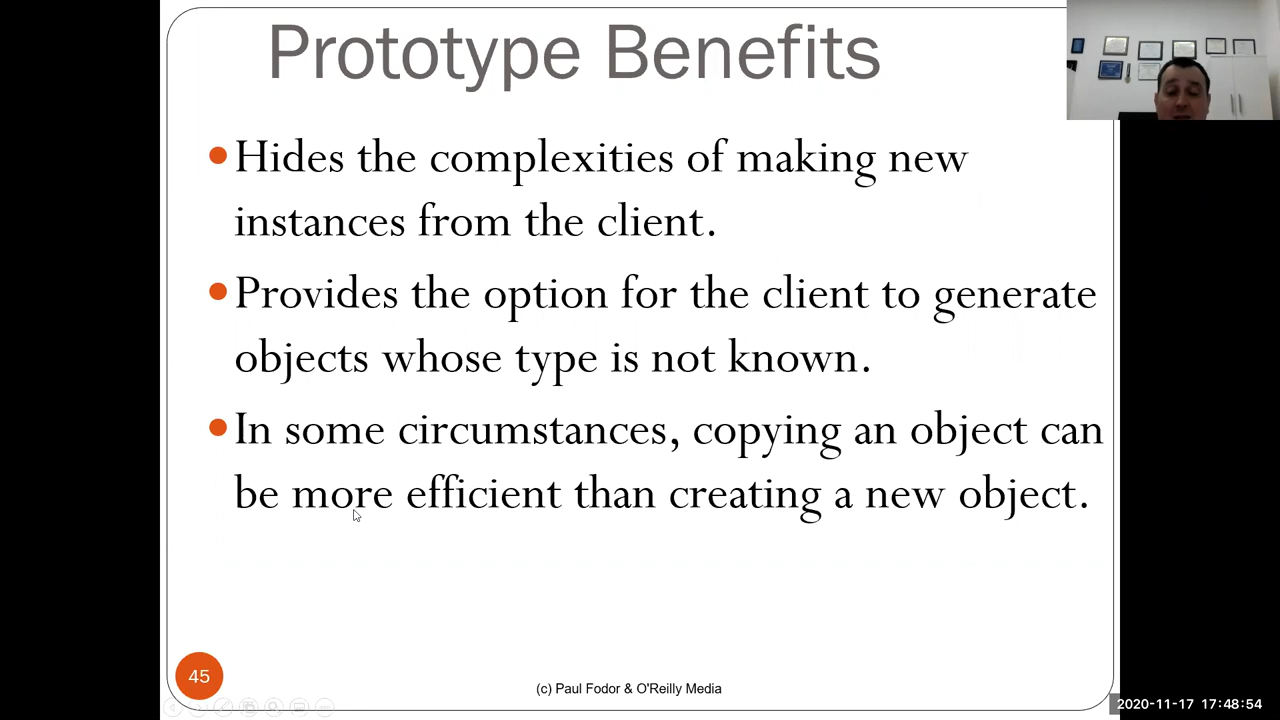 Prototype Benefits
Hides the complexities of making new
instances from the client.
Provides the option for the client to generate
objects whose type is not known.
In some circumstances, copying an object can
be more efficient than creating a new object.
45
(c) Paul Fodor & O'Reilly Media
2020-11-17 17:48:54